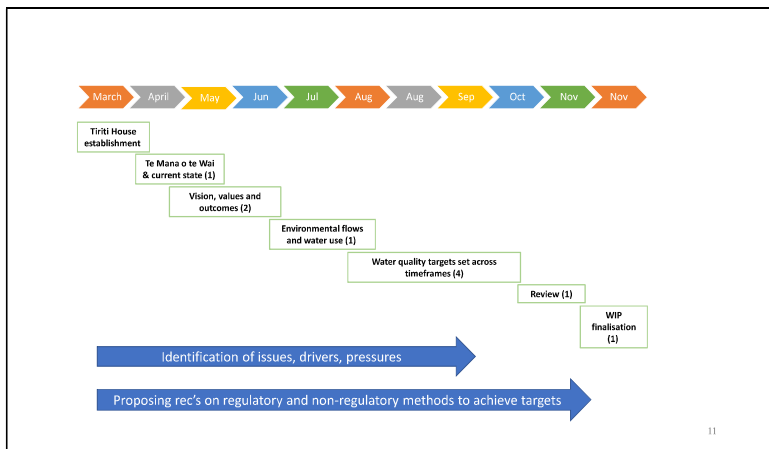 March April May Jun Jul Aug Aug Sep Oct Nov Nov
Tiriti House
establishment
Te Mana o te Wai
& current state (1)
Vision, values and
outcomes (2)
Environmental flows
and water use (1)
Water quality targets set across
timeframes (4)
Review (1)
WIP
finalisation
(1)
Identification of issues, drivers, pressures
Proposing rec's on regulatory and non-regulatory methods to achieve targets
11